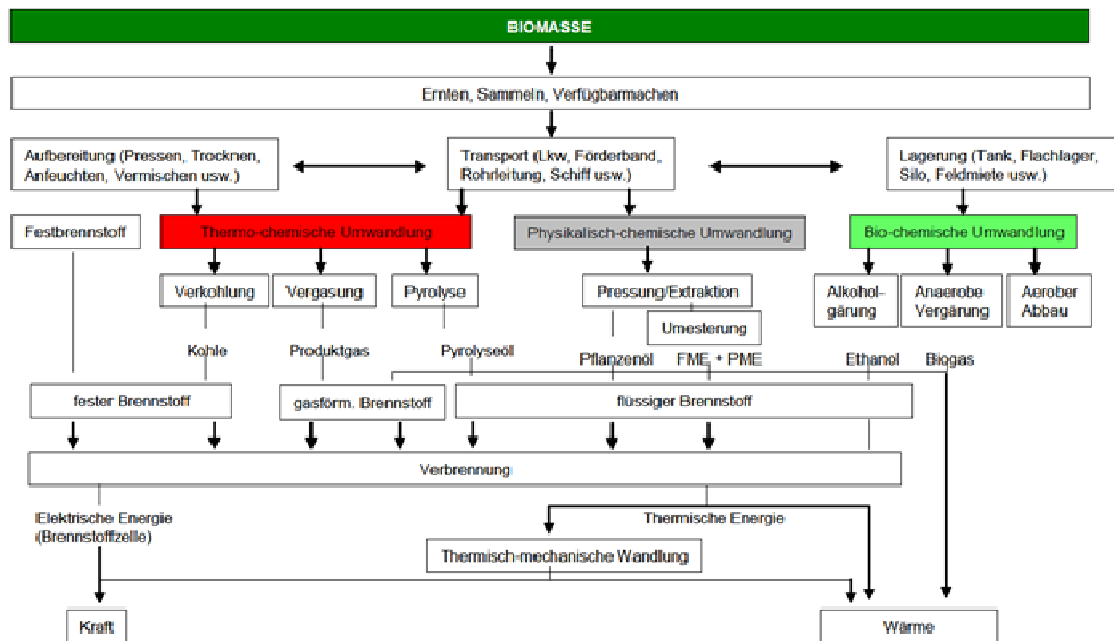 BIOMASSE
Ernten, Sammeln, Verfügbarmachen
Aufbereitung (Pressen, Trocknen,
Anfeuchten, Vermischen usw.)
Transport (Lkw, Förderband,
Rohrleitung, Schiff usw.)
Lagerung (Tank, Flachlager,
Silo, Feldmiete usw.)
Festbrennstoff
Thermo-chemische Umwandlung
Physikalisch-chemische Umwandlung
Bio-chemische Umwandlung
Verkohlung
Vergasung
Pyrolyse
Pressung/Extraktion
Alkohol-
gärung
Anaerobe
Vergärung
Aerober
Abbau
Umesterung
Kohle
Produktgas
Pyrolyseöl
Pflanzenöl
FME + PME
Ethanol
Biogas
fester Brennstoff
gasförm. Brennstoff
flüssiger Brennstoff
Verbrennung
Elektrische Energie
(Brennstoffzelle)
Thermische Energie
Thermisch-mechanische Wandlung
Kraft
Wärme